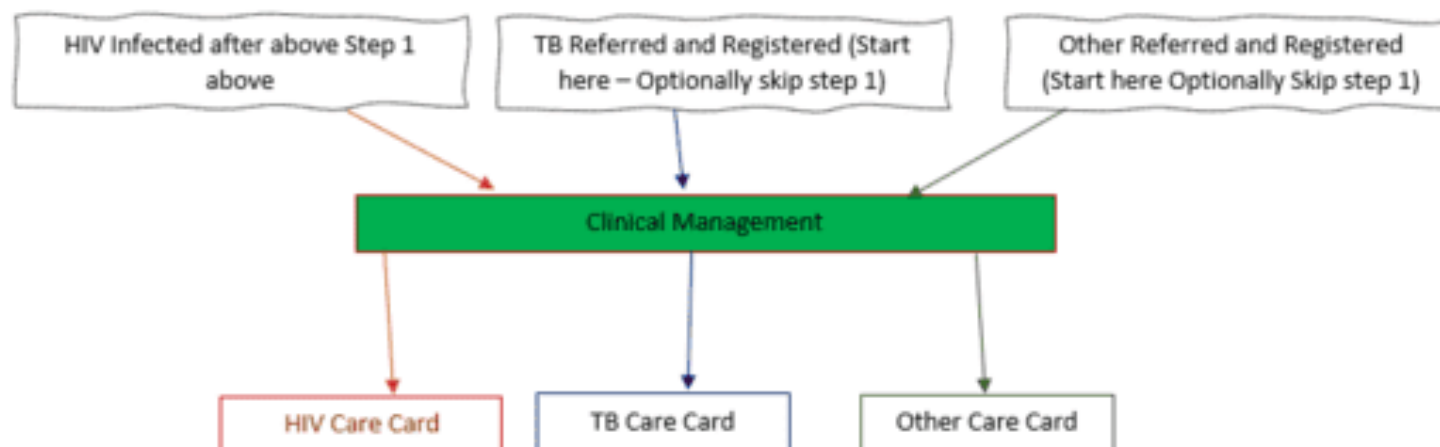 HIV Infected after above Step 1
above
TB Referred and Registered (Start
here – Optionally skip step 1)
Other Referred and Registered
(Start here Optionally Skip step 1)
Clinical Management
HIV Care Card
TB Care Card
Other Care Card